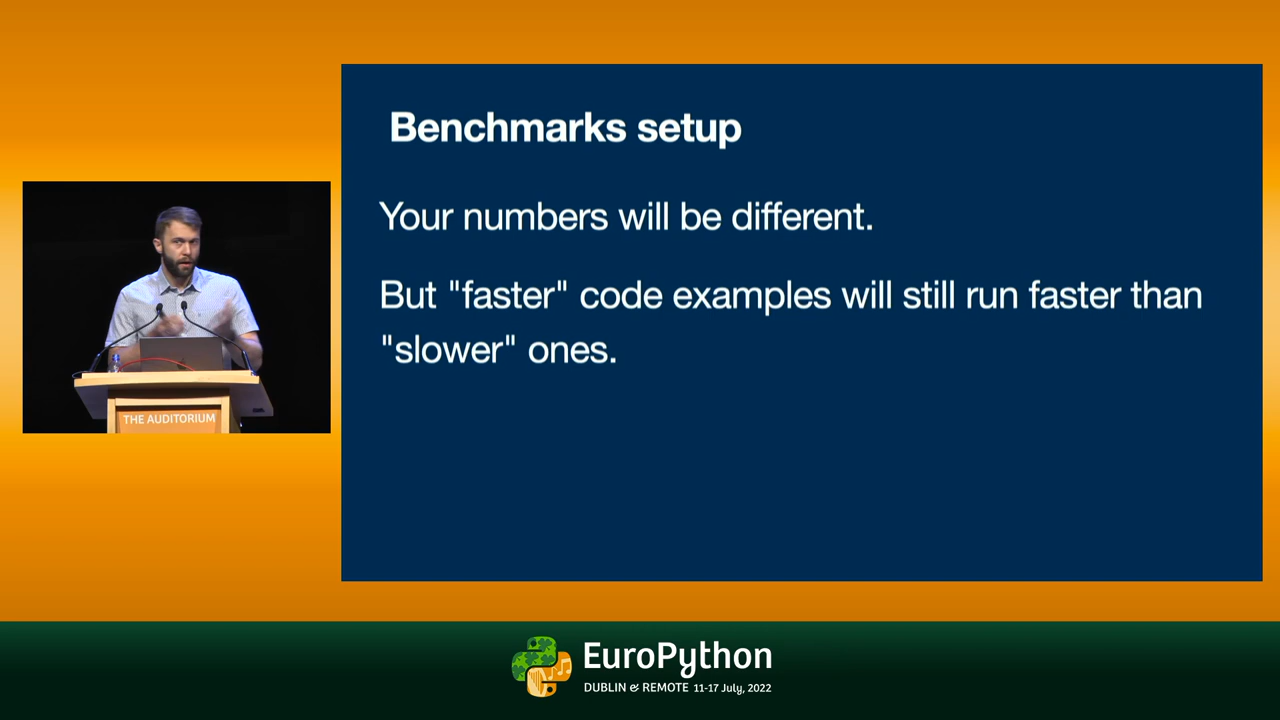 Benchmarks setup
Your numbers will be different.
But "faster" code examples will still run faster than
"slower" ones.
THE AUDITORIUM
EuroPython
DUBLIN & REMOTE 11-17 July, 2022